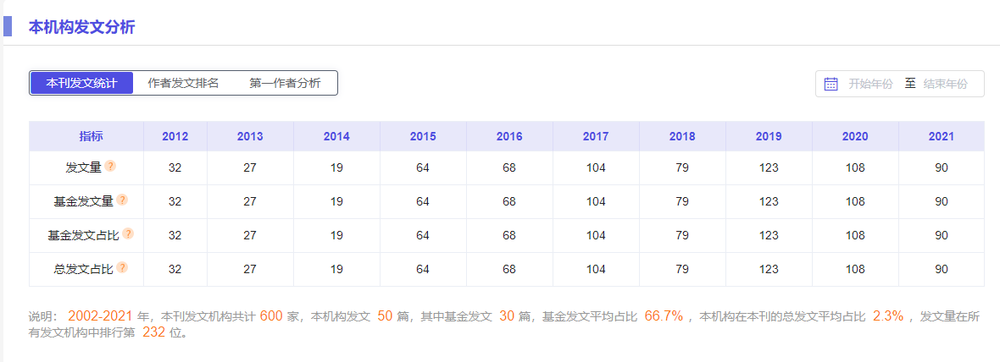 本机构发文分析
本刊发文统计 作者发文排名 第一作者分析 开始年份 至 结束年份
指标 2012 2013 2014 2015 2016 2017 2018 2019 2020 2021
发文量 ? 32 27 19 64 68 104 79 123 108 90
基金发文量 ? 32 27 19 64 68 104 79 123 108 90
基金发文占比 ? 32 27 19 64 68 104 79 123 108 90
总发文占比 ? 32 27 19 64 68 104 79 123 108 90
说明： 2002-2021 年，本刊发文机构共计 600 家，本机构发文 50 篇，其中基金发文 30 篇，基金发文平均占比 66.7% ，本机构在本刊的总发文平均占比 2.3% ，发文量在所
有发文机构中排行第 232 位。